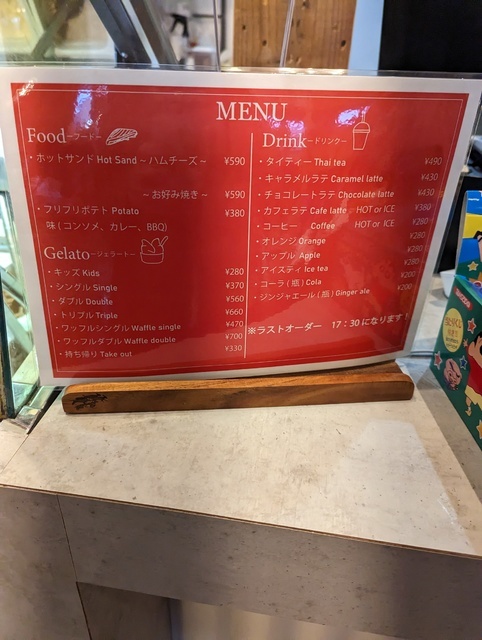 MENU
Food－フード－
・ホットサンド Hot Sand ～ ハムチーズ ～ ¥590
～お好み焼き～ ¥590
・フリフリポテト Potato ¥380
味（コンソメ、カレー、BBQ）
Gelato－ジェラート－
・キッズ Kids ¥280
・シングル Single ¥370
・ダブル Double ¥560
・トリプル Triple ¥660
・ワッフルシングル Waffle single ¥470
・ワッフルダブル Waffle double ¥700
・持ち帰り Take out ¥330
Drink－ドリンク－
・タイティー Thai tea ¥490
・キャラメルラテ Caramel latte ¥430
・チョコレートラテ Chocolate latte ¥430
・カフェラテ Cafe latte HOT or ICE ¥380
・コーヒー Coffee HOT or ICE ¥280
・オレンジ Orange ¥280
・アップル Apple ¥280
・アイスティ Ice tea ¥280
・コーラ（瓶）Cola ¥200
・ジンジャエール（瓶）Ginger ale ¥200
※ラストオーダー 17：30になります！